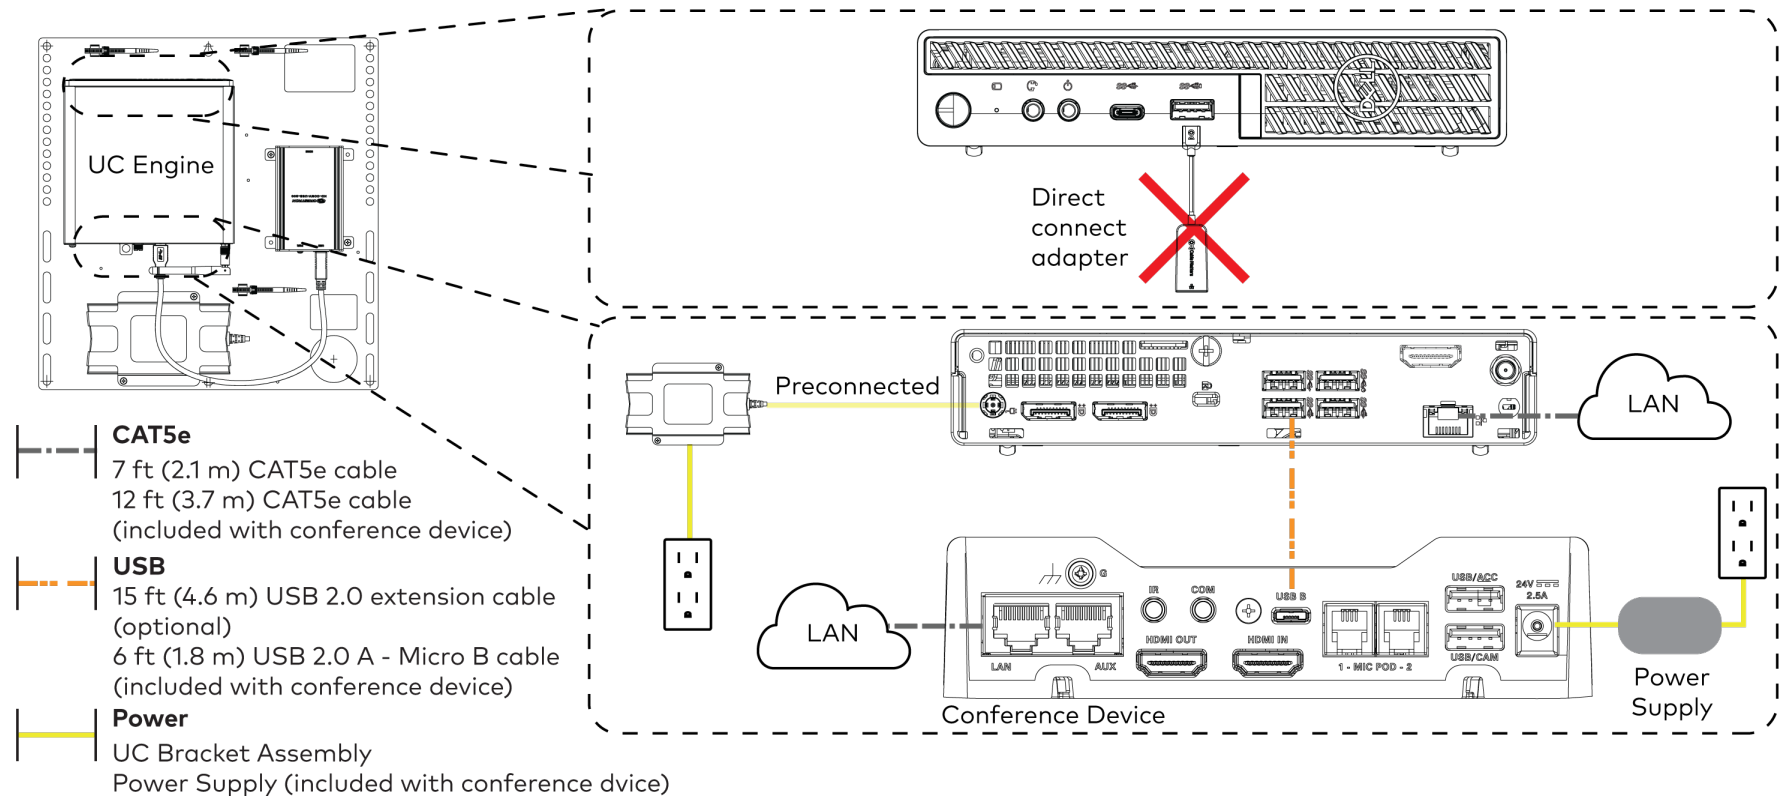 UC Engine
DELL
Direct
connect
adapter
Preconnected
LAN
CAT5e
7 ft (2.1 m) CAT5e cable
12 ft (3.7 m) CAT5e cable
(included with conference device)
USB
15 ft (4.6 m) USB 2.0 extension cable
(optional)
6 ft (1.8 m) USB 2.0 A - Micro B cable
(included with conference device)
Power
UC Bracket Assembly
Power Supply (included with conference dvice)
LAN
G
IR
COM
USB B
USB/ACC
24V
2.5A
HDMI OUT
HDMI IN
LAN
AUX
1 - MIC POD - 2
USB/CAM
Power
Supply
Conference Device